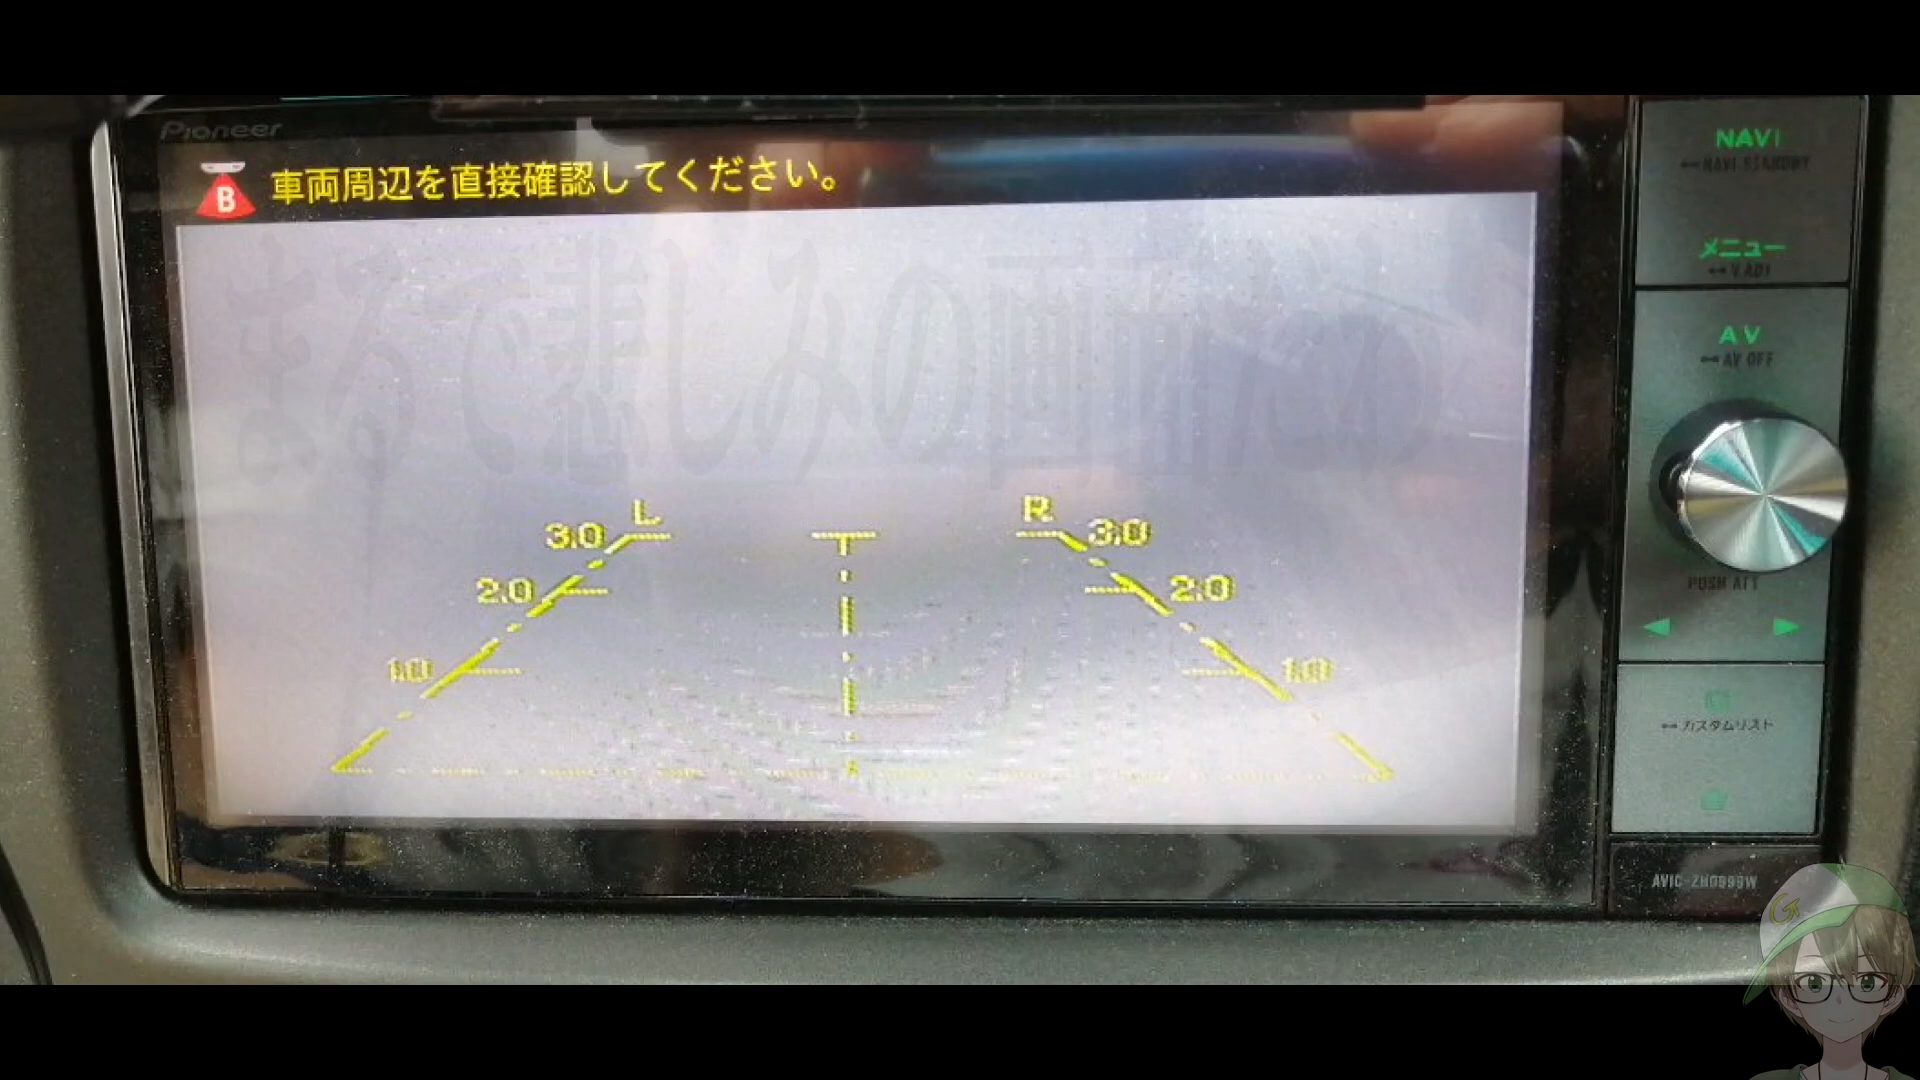 Pioneer
B 車両周辺を直接確認してください。
まるで悲しみの画面だわ
L R
3.0 3.0
2.0 2.0
1.0 1.0
NAVI
NAVI STANDBY
メニュー
V.ADJ
AV
AV OFF
PUSH ATT
カスタムリスト
AVIC-ZH0999W
G